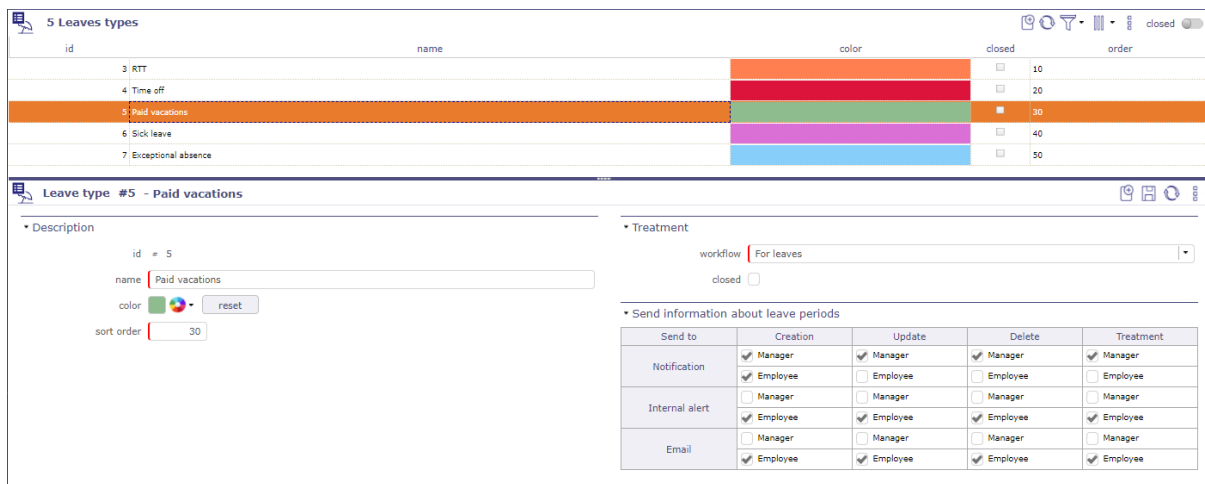 5 Leaves types closed
id name color closed order
3 RTT 10
4 Time off 20
5 Paid vacations 30
6 Sick leave 40
7 Exceptional absence 50
Leave type #5 - Paid vacations
Description
id # 5
name Paid vacations
color reset
sort order 30
Treatment
workflow For leaves
closed
Send information about leave periods
Send to Creation Update Delete Treatment
Notification
Manager Manager Manager Manager
Employee Employee Employee Employee
Internal alert
Manager Manager Manager Manager
Employee Employee Employee Employee
Email
Manager Manager Manager Manager
Employee Employee Employee Employee